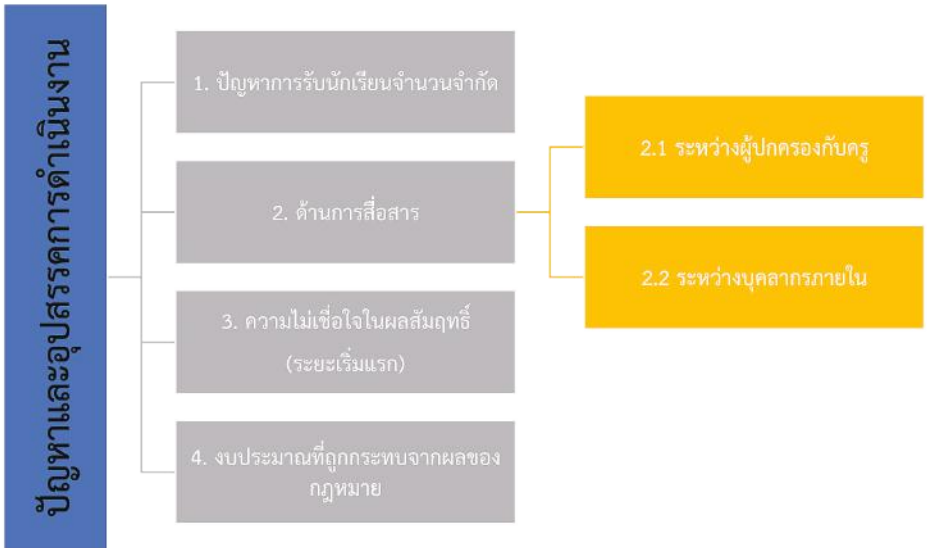 ปัญหาและอุปสรรคการดำเนินงาน
1. ปัญหาการรับนักเรียนจำนวนจำกัด
2. ด้านการสื่อสาร
2.1 ระหว่างผู้ปกครองกับครู
2.2 ระหว่างบุคลากรภายใน
3. ความไม่เชื่อใจในผลสัมฤทธิ์
(ระยะเริ่มแรก)
4. งบประมาณที่ถูกกระทบจากผลของ
กฎหมาย